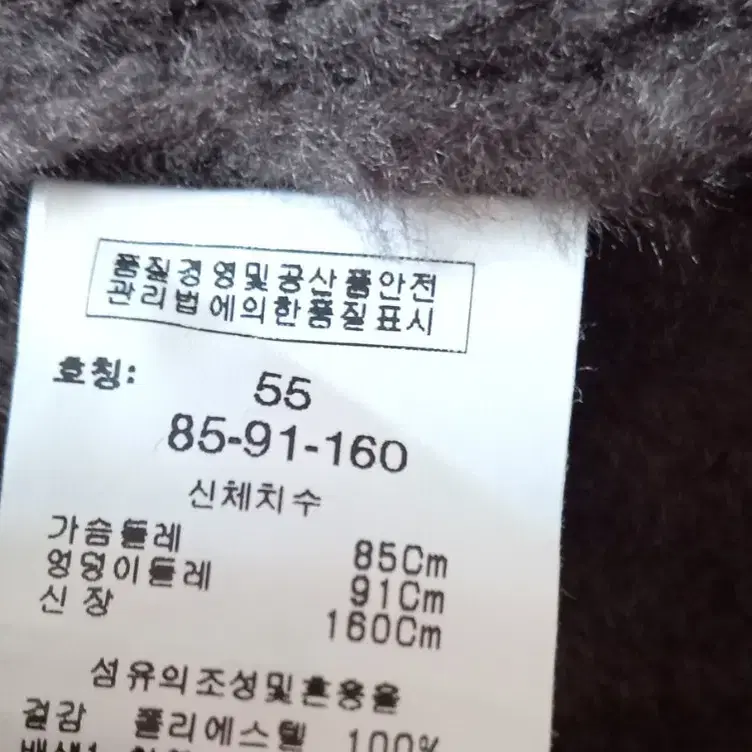 품질경영및공산품안전
관리법에의한품질표시
호칭: 55
85-91-160
신체치수
가슴둘레 85Cm
엉덩이둘레 91Cm
신장 160Cm
섬유의조성및혼용율
겉감 폴리에스텔 100%